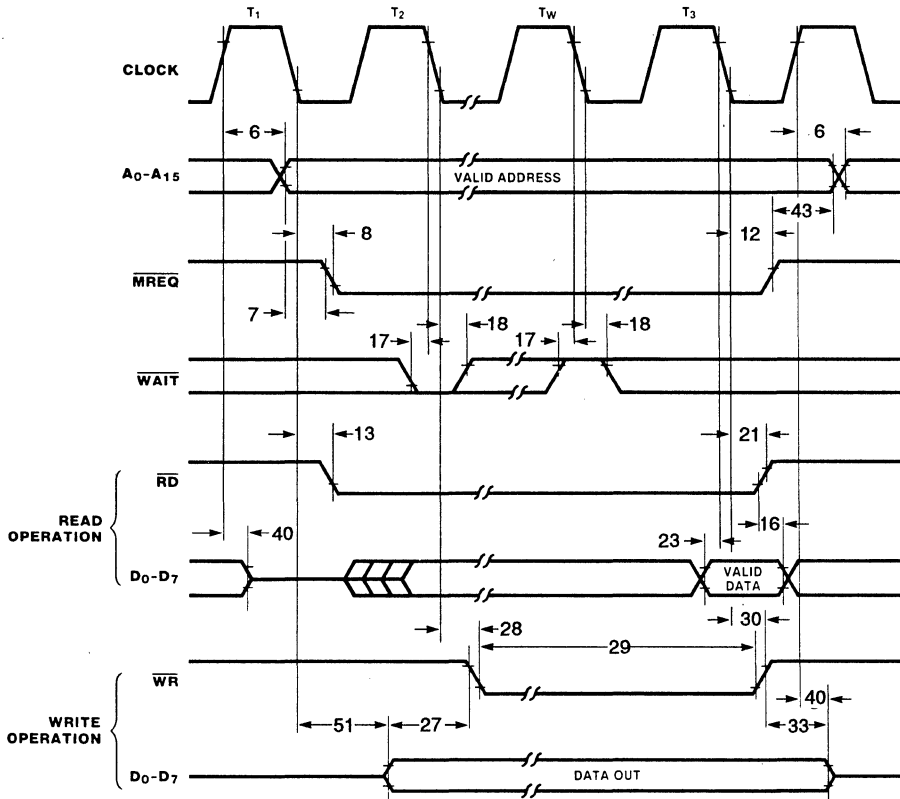 T1 T2 TW T3
CLOCK
6 6
A0-A15 VALID ADDRESS
43
8 12
MREQ
7
17 18 17 18
WAIT
13 21
RD
READ OPERATION
16
40 23
D0-D7 VALID DATA
30
28
29
WR
40
WRITE OPERATION
51 27 33
D0-D7 DATA OUT